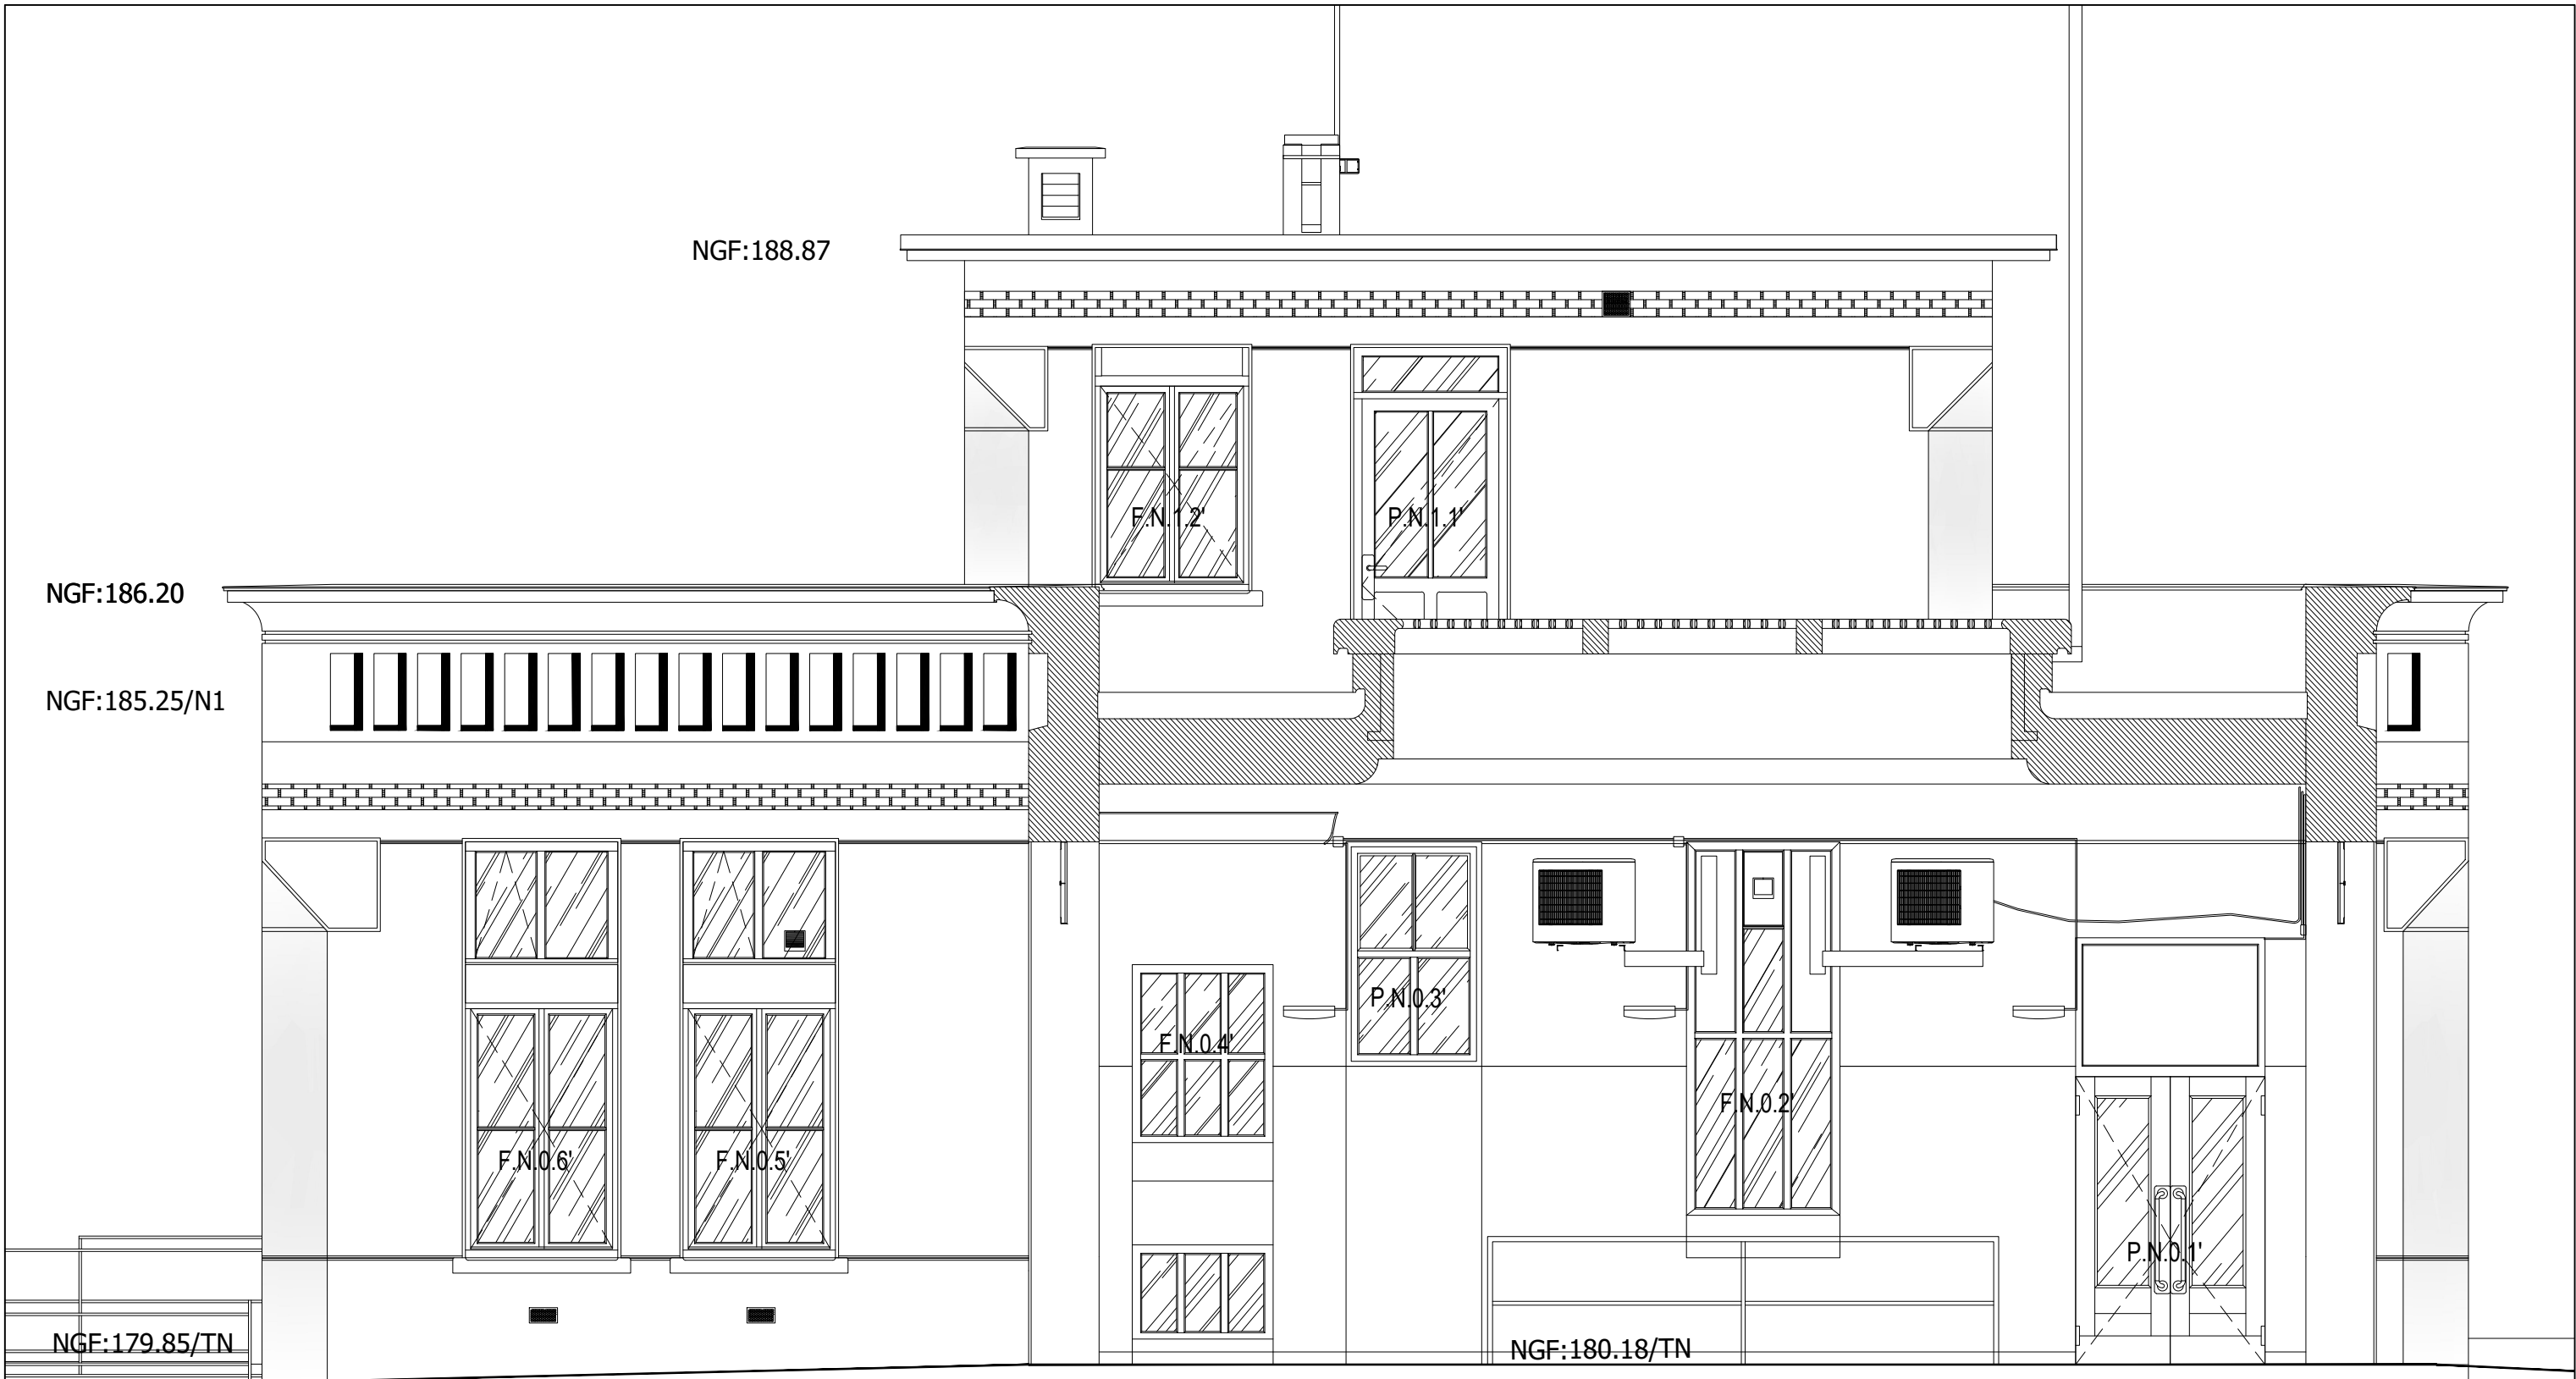 NGF:188.87
F.N.1.2'
P.N.1.1'
NGF:186.20
NGF:185.25/N1
P.N.0.3'
F.N.0.4'
F.N.0.2'
F.N.0.6'
F.N.0.5'
P.N.0.1'
NGF:179.85/TN
NGF:180.18/TN